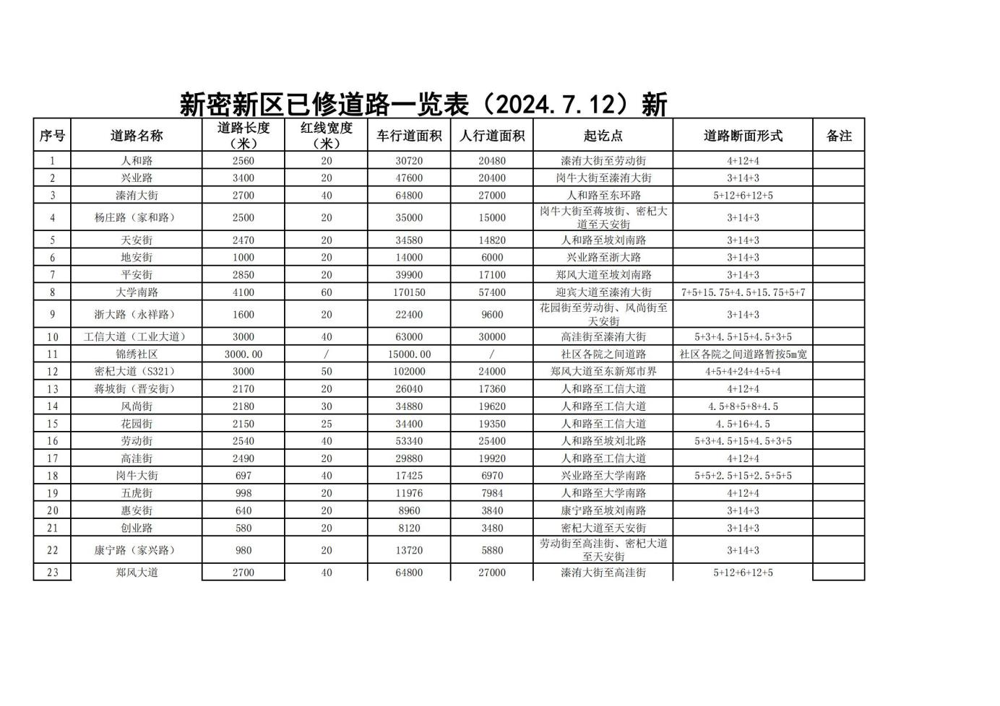 新密新区已修道路一览表（2024.7.12）新
序号 道路名称 道路长度（米） 红线宽度（米） 车行道面积 人行道面积 起讫点 道路断面形式 备注
1 人和路 2560 20 30720 20480 溱洧大街至劳动街 4+12+4
2 兴业路 3400 20 47600 20400 岗牛大街至溱洧大街 3+14+3
3 溱洧大街 2700 40 64800 27000 人和路至东环路 5+12+6+12+5
4 杨庄路（家和路） 2500 20 35000 15000 岗牛大街至蒋坡街、密杞大道至天安街 3+14+3
5 天安街 2470 20 34580 14820 人和路至坡刘南路 3+14+3
6 地安街 1000 20 14000 6000 兴业路至浙大路 3+14+3
7 平安街 2850 20 39900 17100 郑风大道至坡刘南路 3+14+3
8 大学南路 4100 60 170150 57400 迎宾大道至溱洧大街 7+5+15.75+4.5+15.75+5+7
9 浙大路（永祥路） 1600 20 22400 9600 花园街至劳动街、风尚街至天安街 3+14+3
10 工信大道（工业大道） 3000 40 63000 30000 高洼街至溱洧大街 5+3+4.5+15+4.5+3+5
11 锦绣社区 3000.00 / 15000.00 / 社区各院之间道路 社区各院之间道路暂按5m宽
12 密杞大道（S321） 3000 50 102000 24000 郑风大道至东新郑市界 4+5+4+24+4+5+4
13 蒋坡街（晋安街） 2170 20 26040 17360 人和路至工信大道 4+12+4
14 风尚街 2180 30 34880 19620 人和路至工信大道 4.5+8+5+8+4.5
15 花园街 2150 25 34400 19350 人和路至工信大道 4.5+16+4.5
16 劳动街 2540 40 53340 25400 人和路至坡刘北路 5+3+4.5+15+4.5+3+5
17 高洼街 2490 20 29880 19920 人和路至工信大道 4+12+4
18 岗牛大街 697 40 17425 6970 兴业路至大学南路 5+5+2.5+15+2.5+5+5
19 五虎街 998 20 11976 7984 人和路至大学南路 4+12+4
20 惠安街 640 20 8960 3840 康宁路至坡刘南路 3+14+3
21 创业路 580 20 8120 3480 密杞大道至天安街 3+14+3
22 康宁路（家兴路） 980 20 13720 5880 劳动街至高洼街、密杞大道至天安街 3+14+3
23 郑风大道 2700 40 64800 27000 溱洧大街至高洼街 5+12+6+12+5